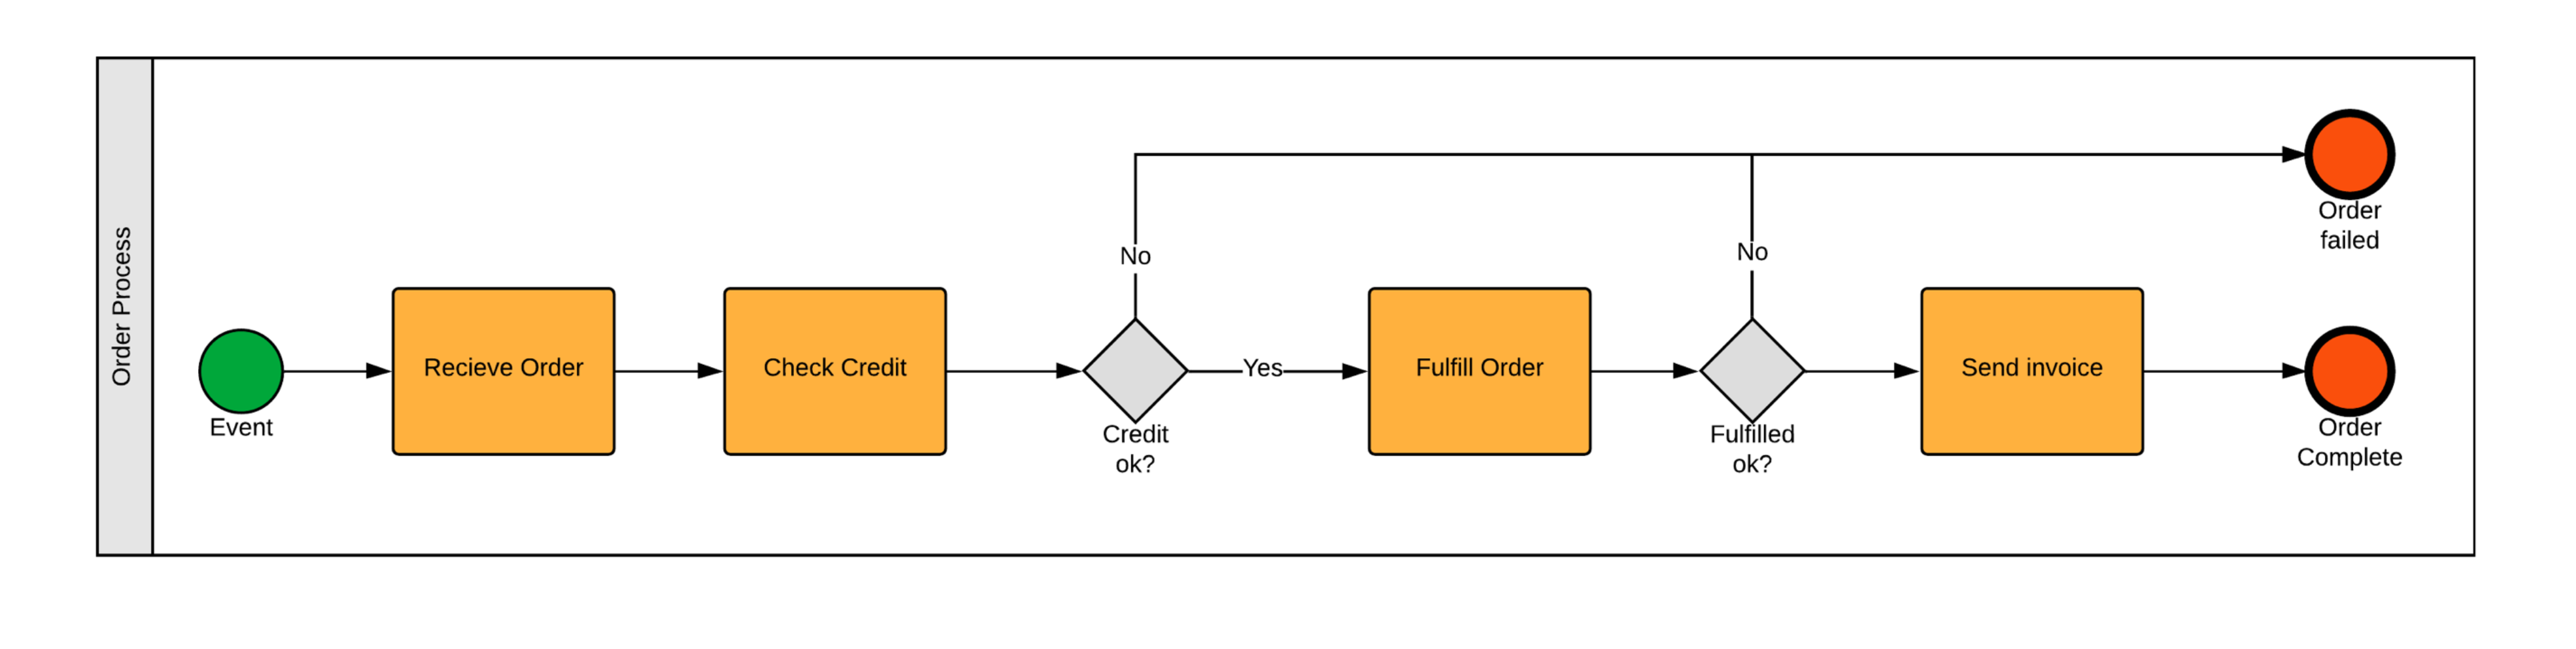 Order Process
Event
Recieve Order
Check Credit
No
Credit
ok?
Yes
Fulfill Order
No
Fulfilled
ok?
Send invoice
Order
failed
Order
Complete